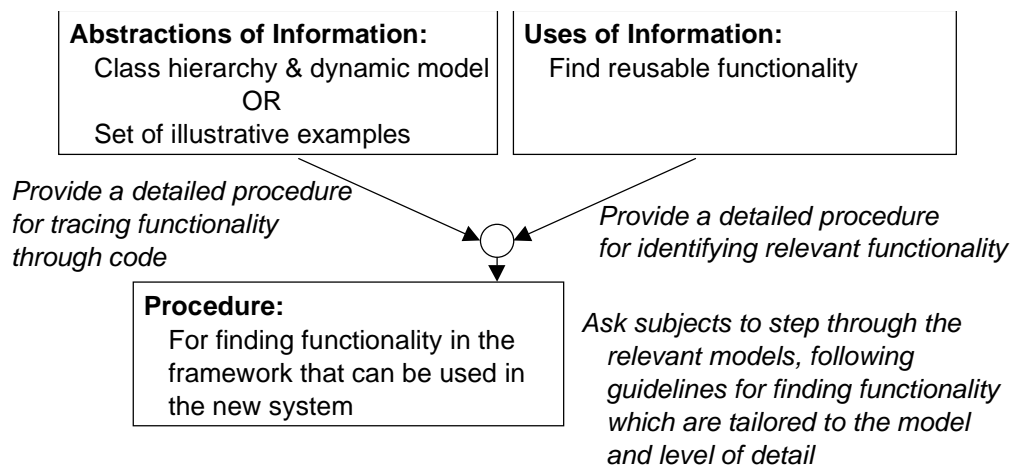 Abstractions of Information:
Class hierarchy & dynamic model
OR
Set of illustrative examples
Uses of Information:
Find reusable functionality
Provide a detailed procedure
for tracing functionality
through code
Provide a detailed procedure
for identifying relevant functionality
Procedure:
For finding functionality in the
framework that can be used in
the new system
Ask subjects to step through the
relevant models, following
guidelines for finding functionality
which are tailored to the model
and level of detail